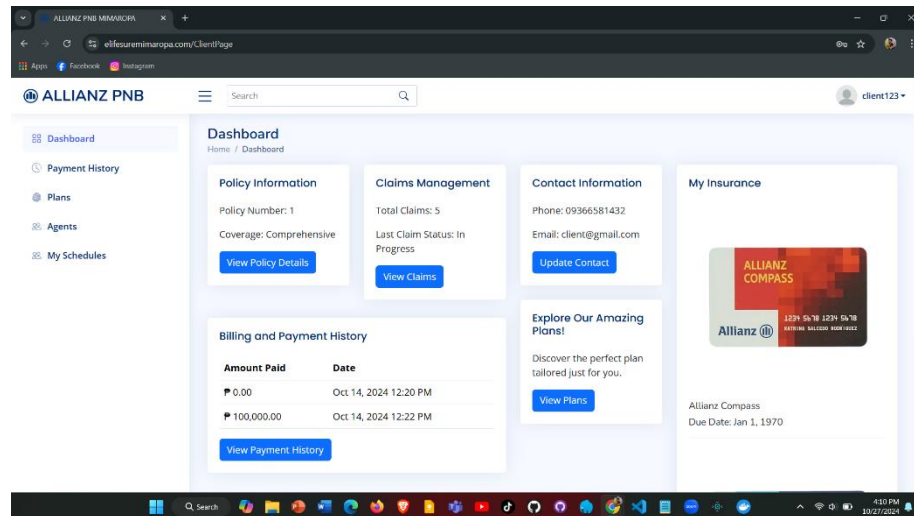 ALLIANZ PNB MIMAROPA
elifesuremimaropa.com/ClientPage
Apps Facebook Instagram
ALLIANZ PNB
Search
client123
Dashboard
Payment History
Plans
Agents
My Schedules
Dashboard
Home / Dashboard
Policy Information
Policy Number: 1
Coverage: Comprehensive
View Policy Details
Claims Management
Total Claims: 5
Last Claim Status: In
Progress
View Claims
Contact Information
Phone: 09366581432
Email: client@gmail.com
Update Contact
My Insurance
ALLIANZ
COMPASS
1234 5678 1234 5678
KATRINA SALCEDO RODRIGUEZ
Allianz
Allianz Compass
Due Date: Jan 1, 1970
Billing and Payment History
Amount Paid Date
₱ 0.00 Oct 14, 2024 12:20 PM
₱ 100,000.00 Oct 14, 2024 12:22 PM
View Payment History
Explore Our Amazing
Plans!
Discover the perfect plan
tailored just for you.
View Plans
Search
4:10 PM
10/27/2024